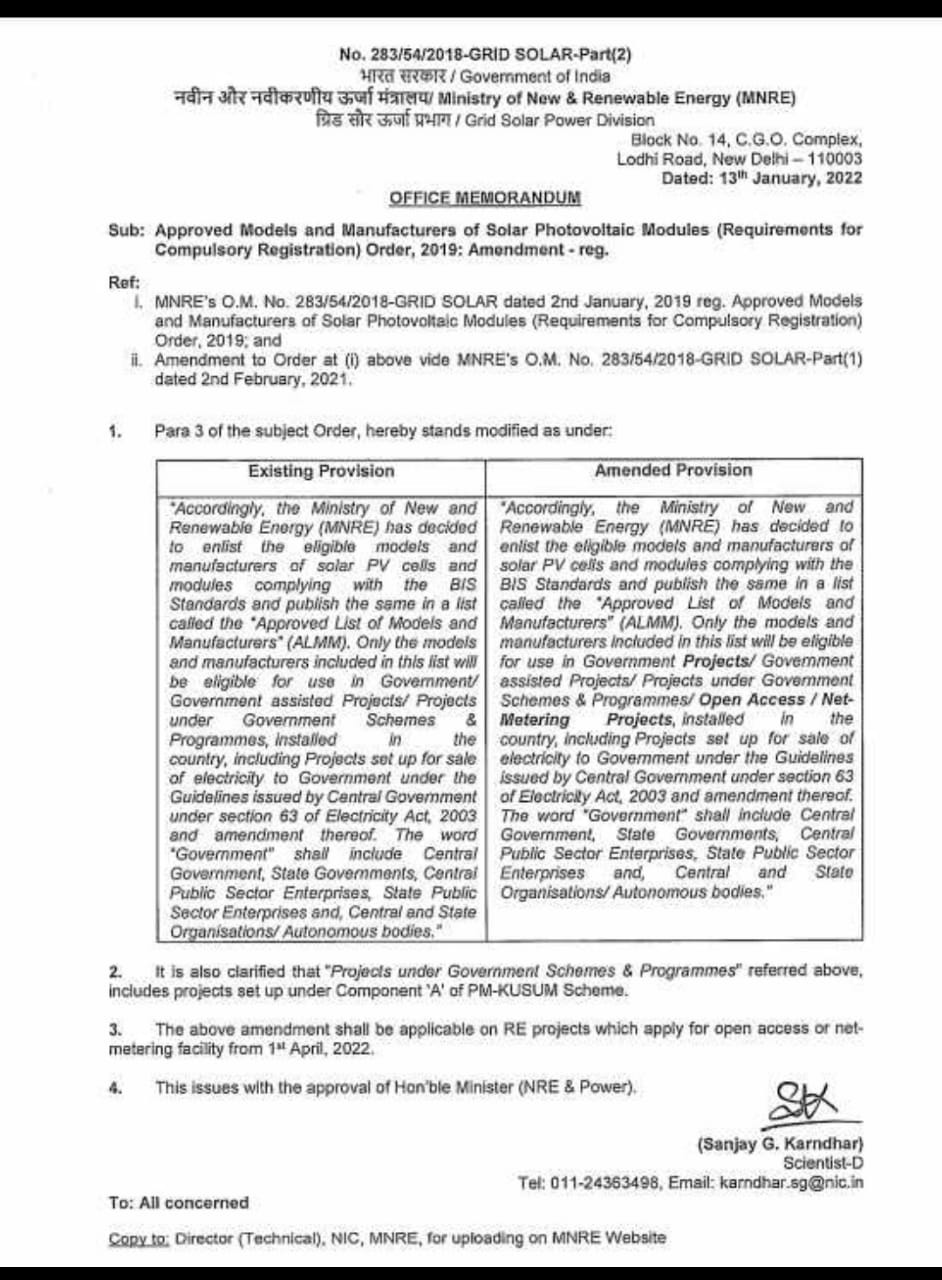 No. 283/54/2018-GRID SOLAR-Part(2)
भारत सरकार / Government of India
नवीन और नवीकरणीय ऊर्जा मंत्रालय/ Ministry of New & Renewable Energy (MNRE)
ग्रिड सौर ऊर्जा प्रभाग / Grid Solar Power Division
Block No. 14, C.G.O. Complex,
Lodhi Road, New Delhi – 110003
Dated: 13th January, 2022
OFFICE MEMORANDUM
Sub: Approved Models and Manufacturers of Solar Photovoltaic Modules (Requirements for
Compulsory Registration) Order, 2019: Amendment - reg.
Ref:
i. MNRE's O.M. No. 283/54/2018-GRID SOLAR dated 2nd January, 2019 reg. Approved Models
and Manufacturers of Solar Photovoltaic Modules (Requirements for Compulsory Registration)
Order, 2019; and
ii. Amendment to Order at (i) above vide MNRE's O.M. No. 283/54/2018-GRID SOLAR-Part(1)
dated 2nd February, 2021.
1. Para 3 of the subject Order, hereby stands modified as under:
Existing Provision
"Accordingly, the Ministry of New and
Renewable Energy (MNRE) has decided
to enlist the eligible models and
manufacturers of solar PV cells and
modules complying with the BIS
Standards and publish the same in a list
called the "Approved List of Models and
Manufacturers" (ALMM). Only the models
and manufacturers included in this list will
be eligible for use in Government/
Government assisted Projects/ Projects
under Government Schemes &
Programmes, installed in the
country, including Projects set up for sale
of electricity to Government under the
Guidelines issued by Central Government
under section 63 of Electricity Act, 2003
and amendment thereof. The word
"Government" shall include Central
Government, State Governments, Central
Public Sector Enterprises, State Public
Sector Enterprises and, Central and State
Organisations/ Autonomous bodies."
Amended Provision
"Accordingly, the Ministry of New and
Renewable Energy (MNRE) has decided to
enlist the eligible models and manufacturers of
solar PV cells and modules complying with the
BIS Standards and publish the same in a list
called the "Approved List of Models and
Manufacturers" (ALMM). Only the models and
manufacturers included in this list will be eligible
for use in Government Projects/ Government
assisted Projects/ Projects under Government
Schemes & Programmes/ Open Access / Net-
Metering Projects, installed in the
country, including Projects set up for sale of
electricity to Government under the Guidelines
issued by Central Government under section 63
of Electricity Act, 2003 and amendment thereof.
The word "Government" shall include Central
Government, State Governments, Central
Public Sector Enterprises, State Public Sector
Enterprises and, Central and State
Organisations/ Autonomous bodies."
2. It is also clarified that "Projects under Government Schemes & Programmes" referred above,
includes projects set up under Component 'A' of PM-KUSUM Scheme.
3. The above amendment shall be applicable on RE projects which apply for open access or net-
metering facility from 1st April, 2022.
4. This issues with the approval of Hon'ble Minister (NRE & Power).
(Sanjay G. Karndhar)
Scientist-D
Tel: 011-24363498, Email: karndhar.sg@nic.in
To: All concerned
Copy to: Director (Technical), NIC, MNRE, for uploading on MNRE Website